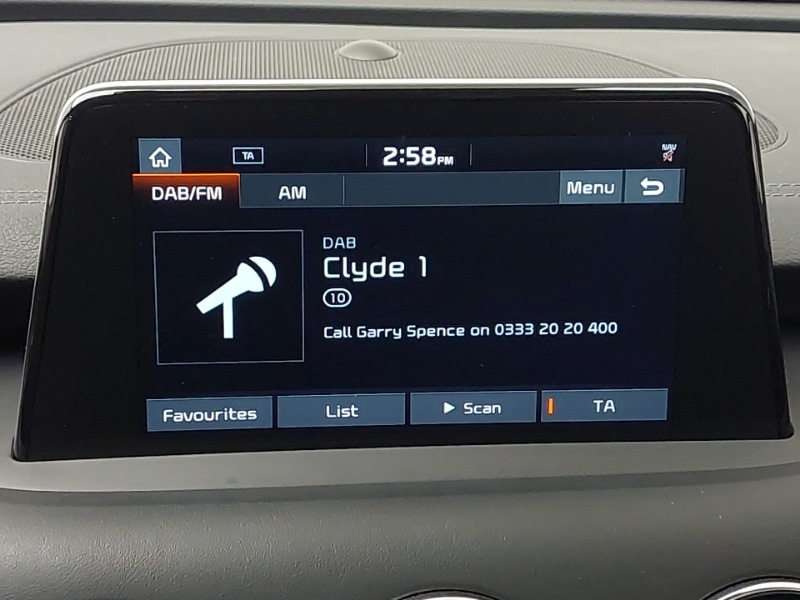 TA 2:58PM NAV
DAB/FM AM Menu
DAB
Clyde 1
10
Call Garry Spence on 0333 20 20 400
Favourites List Scan TA